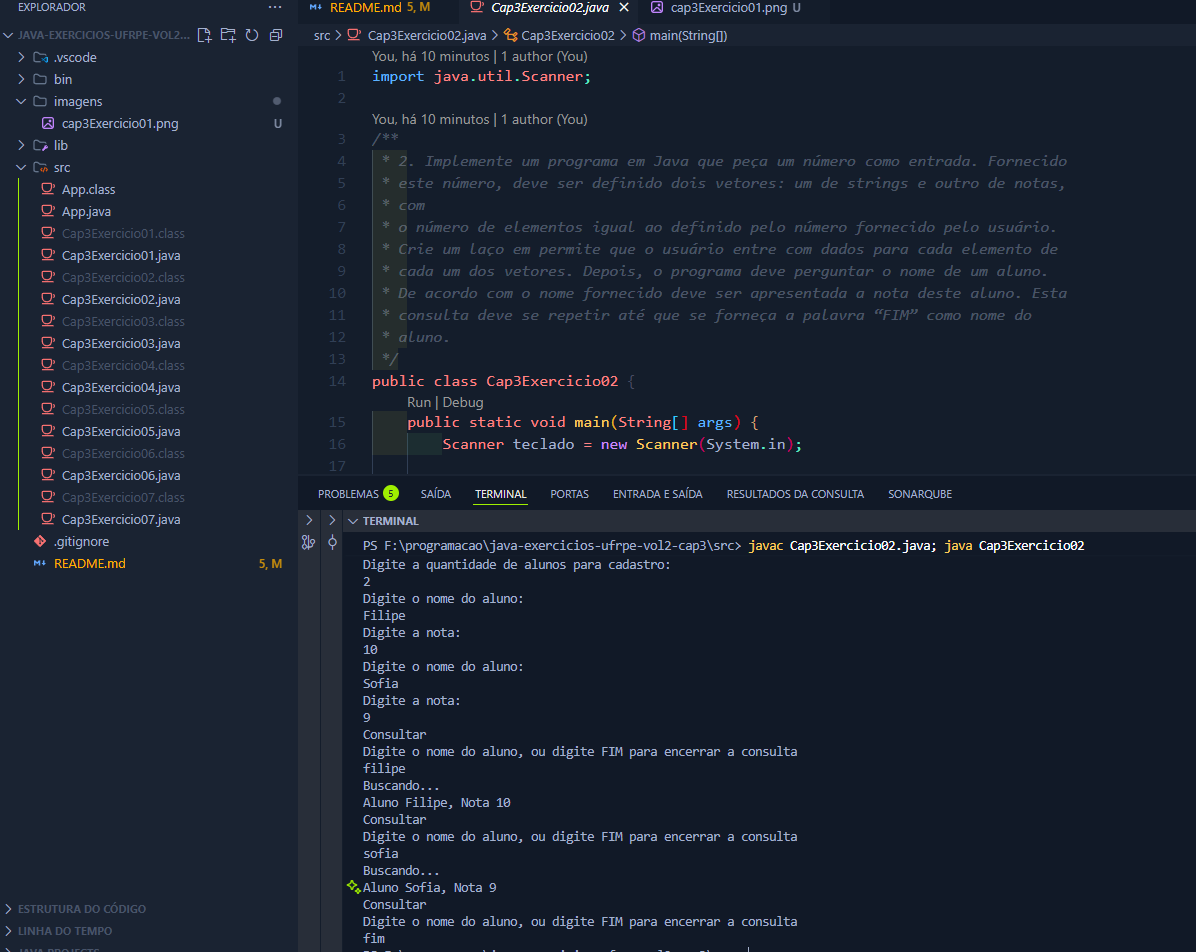 EXPLORADOR
JAVA-EXERCICIOS-UFRPE-VOL2...
.vscode
bin
imagens
cap3Exercicio01.png U
lib
src
App.class
App.java
Cap3Exercicio01.class
Cap3Exercicio01.java
Cap3Exercicio02.class
Cap3Exercicio02.java
Cap3Exercicio03.class
Cap3Exercicio03.java
Cap3Exercicio04.class
Cap3Exercicio04.java
Cap3Exercicio05.class
Cap3Exercicio05.java
Cap3Exercicio06.class
Cap3Exercicio06.java
Cap3Exercicio07.class
Cap3Exercicio07.java
.gitignore
README.md 5, M
ESTRUTURA DO CÓDIGO
LINHA DO TEMPO
JAVA PROJECTS
README.md 5, M Cap3Exercicio02.java cap3Exercicio01.png U
src > Cap3Exercicio02.java > Cap3Exercicio02 > main(String[])
You, há 10 minutos | 1 author (You)
1 import java.util.Scanner;
2
You, há 10 minutos | 1 author (You)
3 /**
4 * 2. Implemente um programa em Java que peça um número como entrada. Fornecido
5 * este número, deve ser definido dois vetores: um de strings e outro de notas,
6 * com
7 * o número de elementos igual ao definido pelo número fornecido pelo usuário.
8 * Crie um laço em permite que o usuário entre com dados para cada elemento de
9 * cada um dos vetores. Depois, o programa deve perguntar o nome de um aluno.
10 * De acordo com o nome fornecido deve ser apresentada a nota deste aluno. Esta
11 * consulta deve se repetir até que se forneça a palavra “FIM” como nome do
12 * aluno.
13 */
14 public class Cap3Exercicio02 {
Run | Debug
15 public static void main(String[] args) {
16 Scanner teclado = new Scanner(System.in);
17
PROBLEMAS 5 SAÍDA TERMINAL PORTAS ENTRADA E SAÍDA RESULTADOS DA CONSULTA SONARQUBE
TERMINAL
PS F:\programacao\java-exercicios-ufrpe-vol2-cap3\src> javac Cap3Exercicio02.java; java Cap3Exercicio02
Digite a quantidade de alunos para cadastro:
2
Digite o nome do aluno:
Filipe
Digite a nota:
10
Digite o nome do aluno:
Sofia
Digite a nota:
9
Consultar
Digite o nome do aluno, ou digite FIM para encerrar a consulta
filipe
Buscando...
Aluno Filipe, Nota 10
Consultar
Digite o nome do aluno, ou digite FIM para encerrar a consulta
sofia
Buscando...
Aluno Sofia, Nota 9
Consultar
Digite o nome do aluno, ou digite FIM para encerrar a consulta
fim